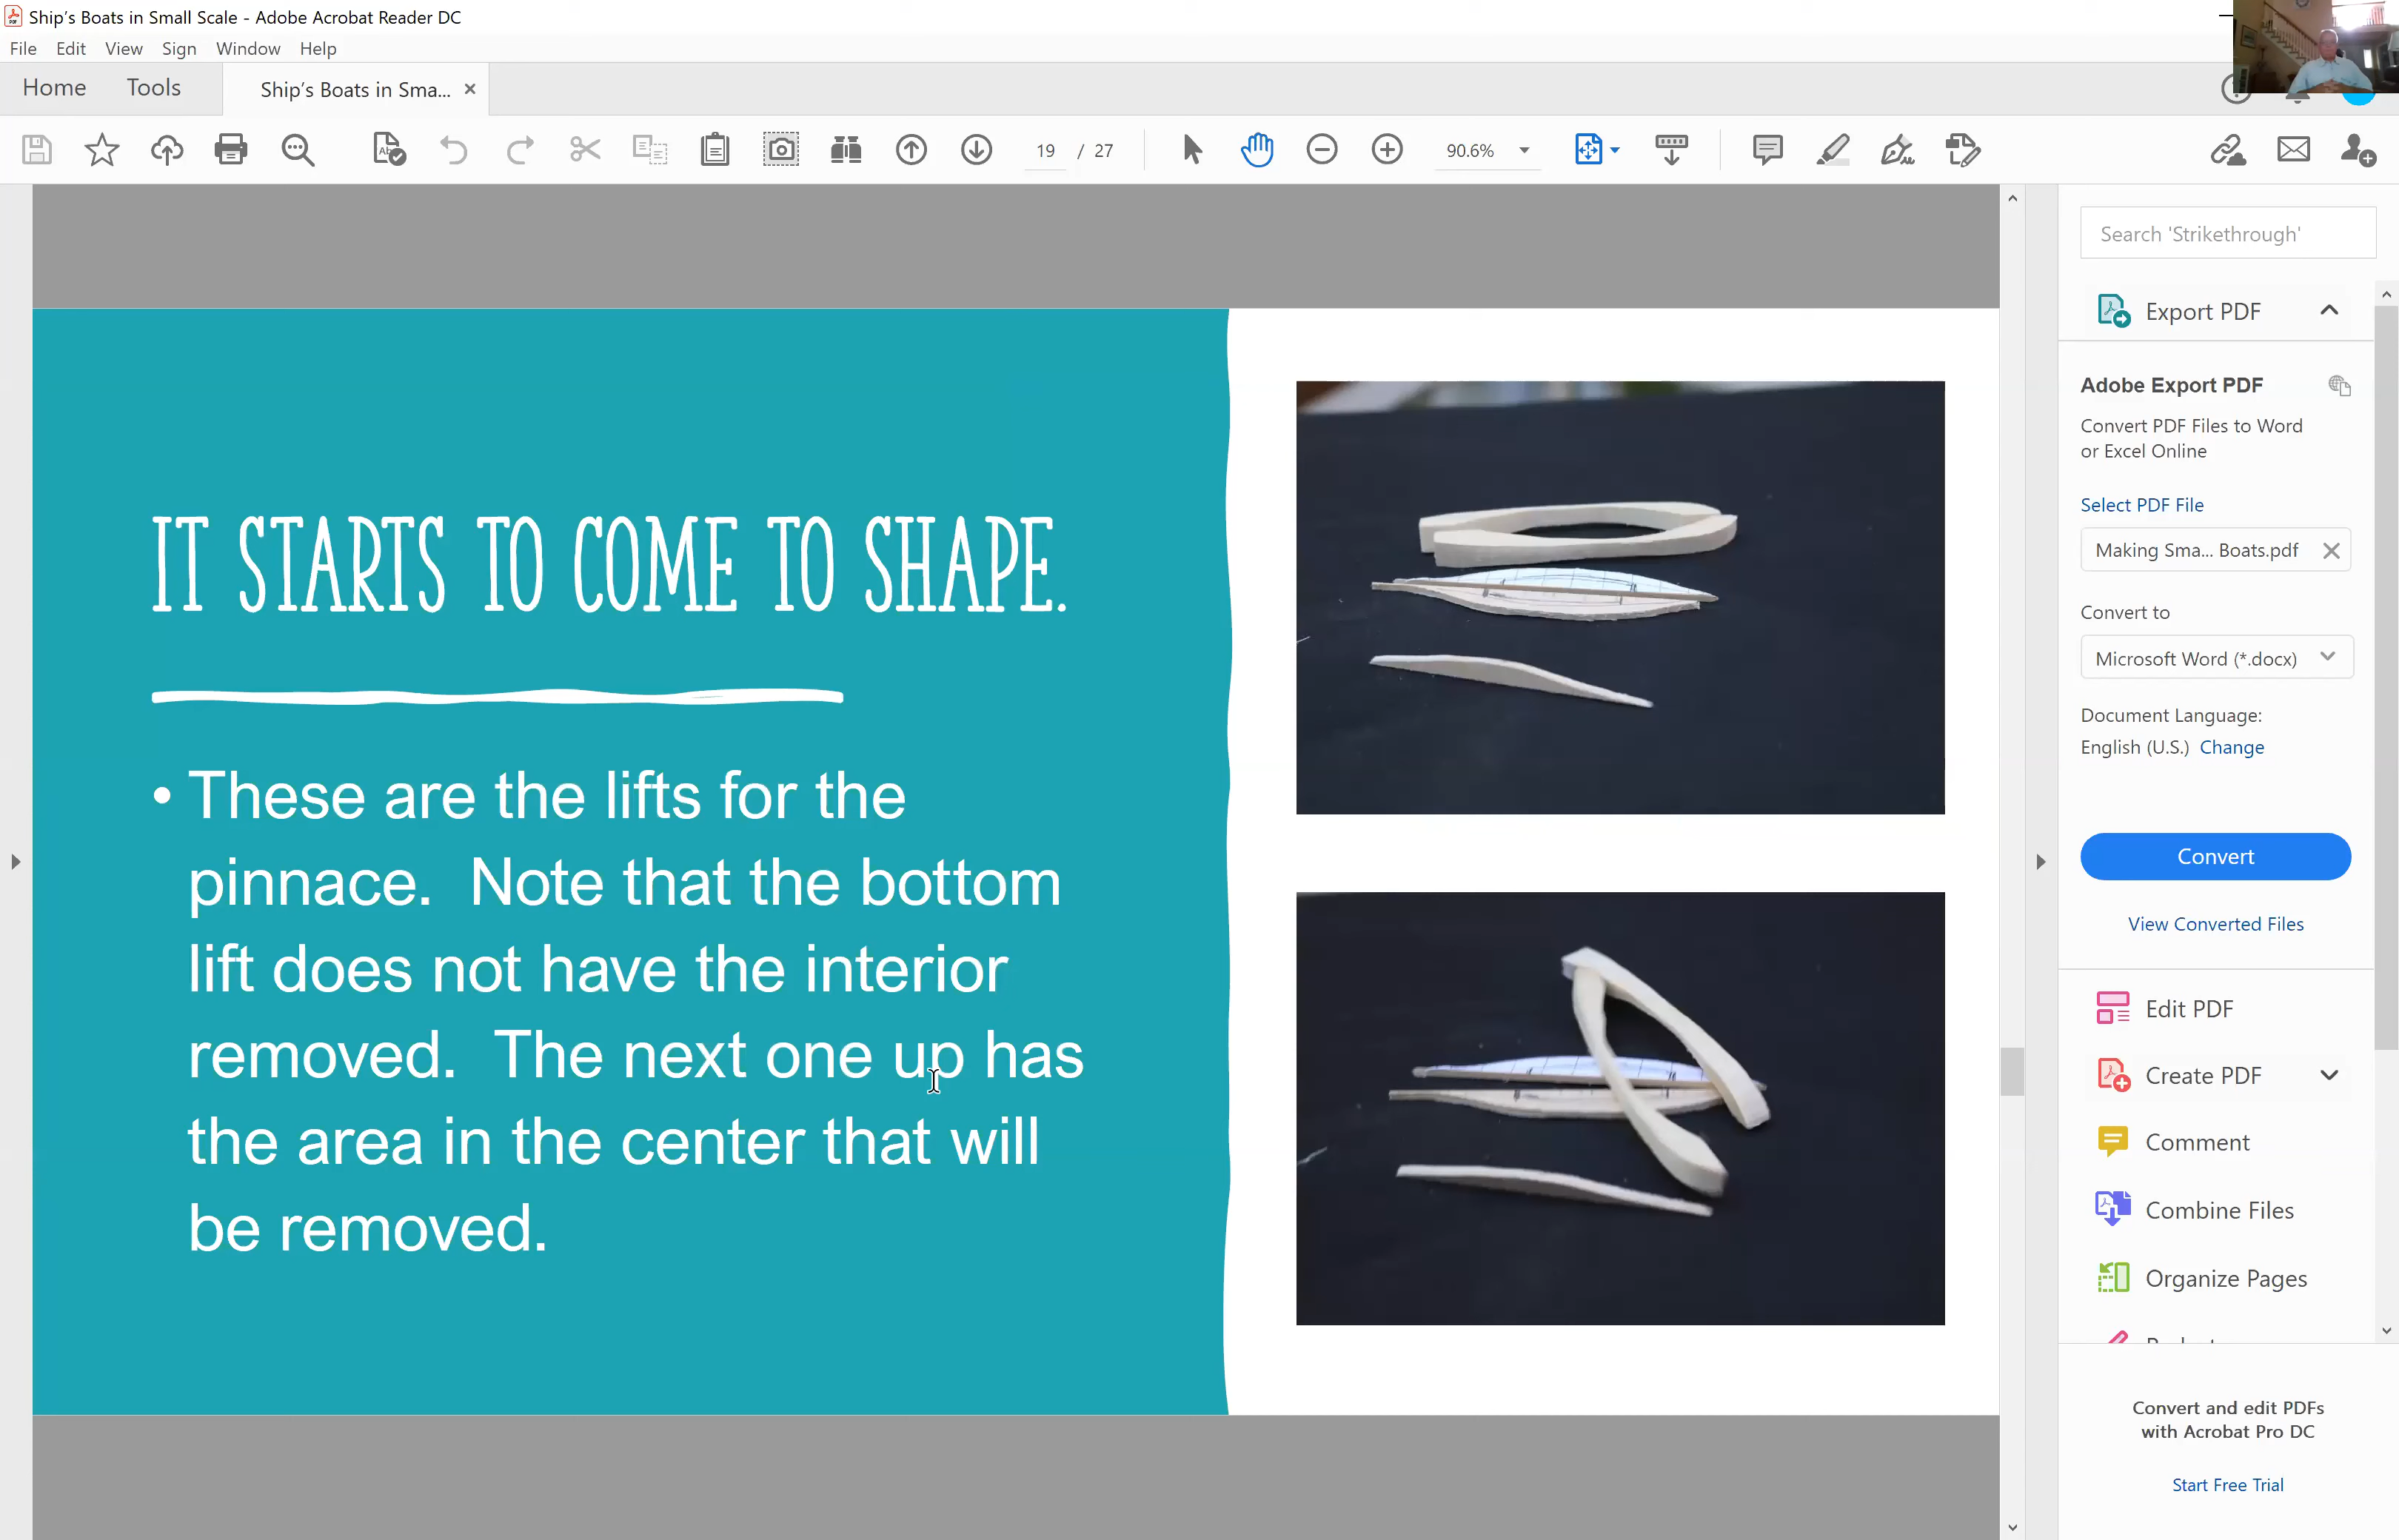 Ship's Boats in Small Scale - Adobe Acrobat Reader DC
File Edit View Sign Window Help
Home Tools Ship's Boats in Sma... ×
19 / 27 90.6%
IT STARTS TO COME TO SHAPE.
• These are the lifts for the
pinnace. Note that the bottom
lift does not have the interior
removed. The next one up has
the area in the center that will
be removed.
Search 'Strikethrough'
Export PDF
Adobe Export PDF
Convert PDF Files to Word
or Excel Online
Select PDF File
Making Sma... Boats.pdf
Convert to
Microsoft Word (*.docx)
Document Language:
English (U.S.) Change
Convert
View Converted Files
Edit PDF
Create PDF
Comment
Combine Files
Organize Pages
Convert and edit PDFs
with Acrobat Pro DC
Start Free Trial